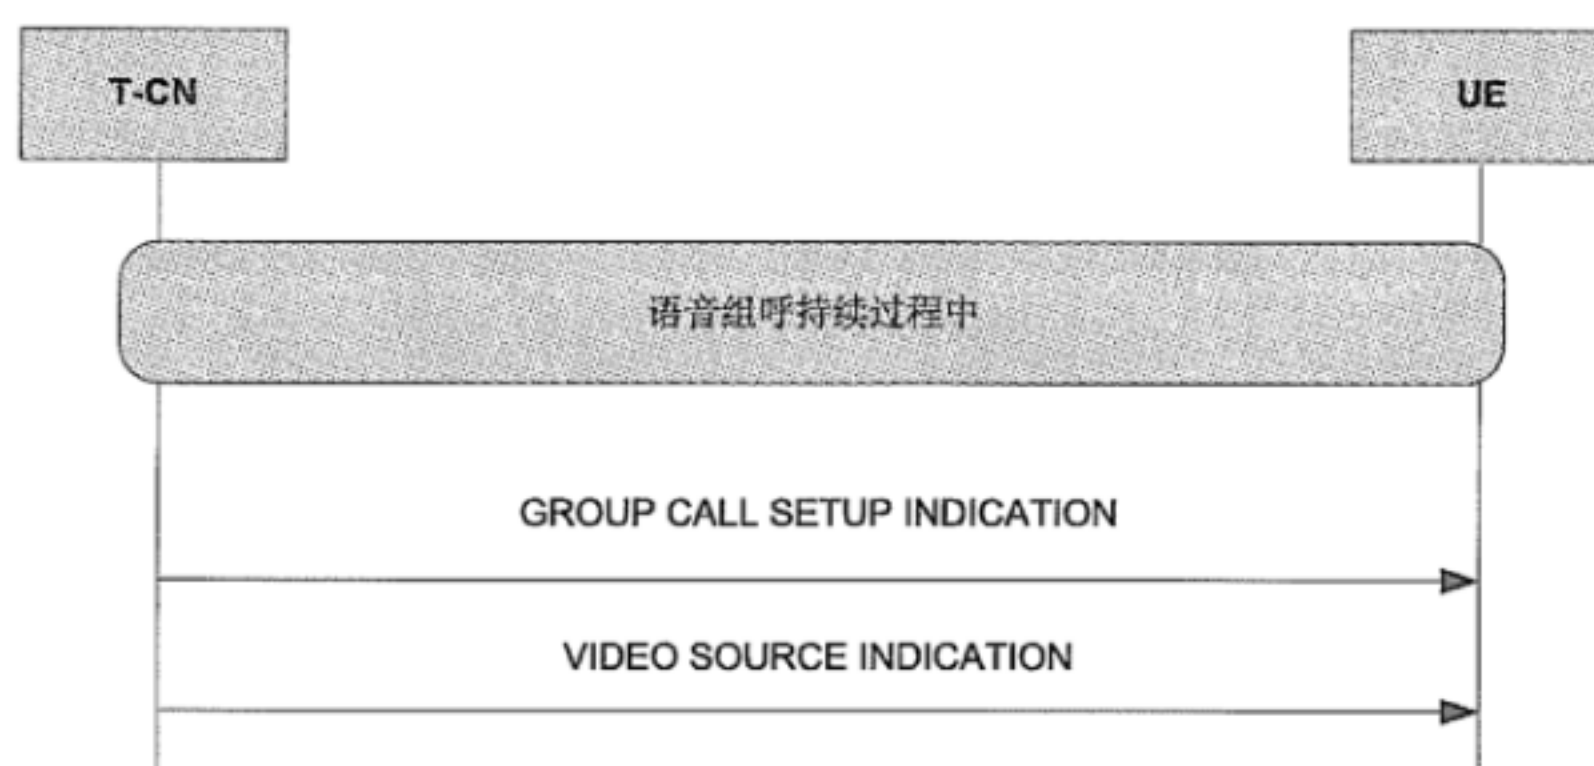 T-CN
UE
语音组呼持续过程中
GROUP CALL SETUP INDICATION
VIDEO SOURCE INDICATION